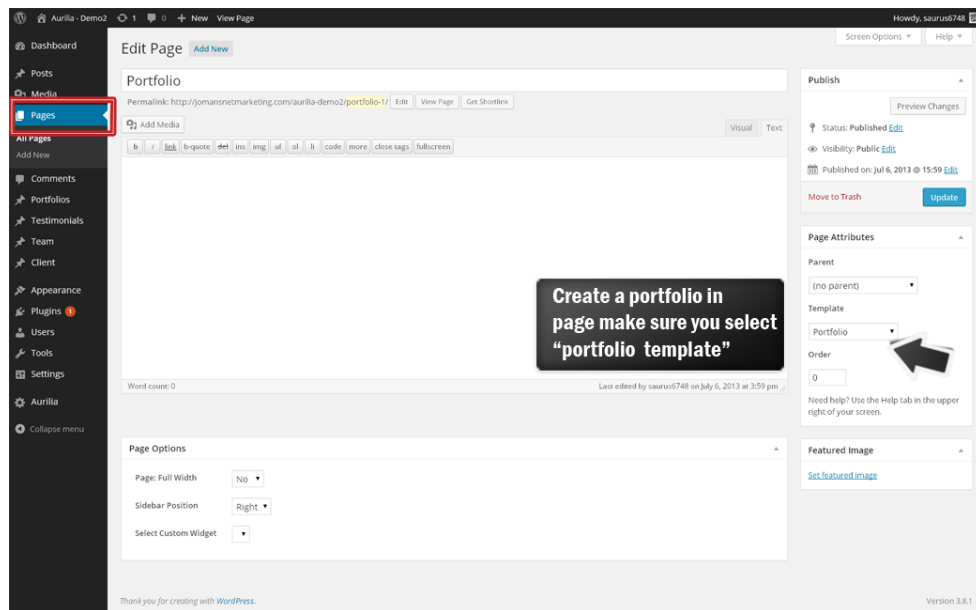 Aurilia - Demo2 1 0 + New View Page Howdy, saurus6748
Screen Options Help
Dashboard
Posts
Media
Pages
All Pages
Add New
Comments
Portfolios
Testimonials
Team
Client
Appearance
Plugins 1
Users
Tools
Settings
Aurilia
Collapse menu
Edit Page Add New
Portfolio
Permalink: http://jomansnetmarketing.com/aurilia-demo2/portfolio-1/ Edit View Page Get Shortlink
Add Media Visual Text
b i link b-quote del ins img ul ol li code more close tags fullscreen
Create a portfolio in
page make sure you select
“portfolio template”
Word count: 0 Last edited by saurus6748 on July 6, 2013 at 3:59 pm
Page Options
Page: Full Width No
Sidebar Position Right
Select Custom Widget
Publish
Preview Changes
Status: Published Edit
Visibility: Public Edit
Published on: Jul 6, 2013 @ 15:59 Edit
Move to Trash Update
Page Attributes
Parent
(no parent)
Template
Portfolio
Order
0
Need help? Use the Help tab in the upper
right of your screen.
Featured Image
Set featured image
Thank you for creating with WordPress. Version 3.8.1